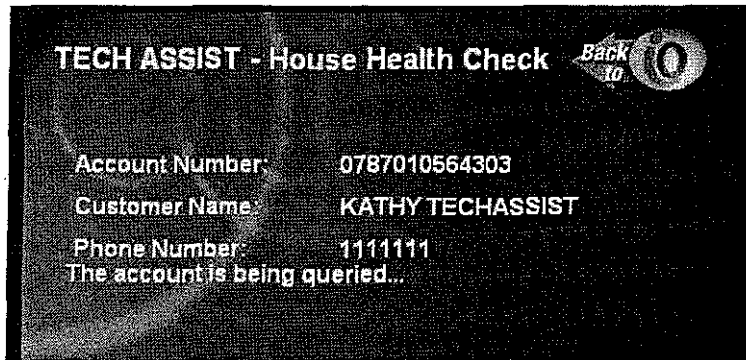 TECH ASSIST - House Health Check
Back
to
iO
Account Number: 0787010564303
Customer Name: KATHY TECHASSIST
Phone Number: 1111111
The account is being queried...